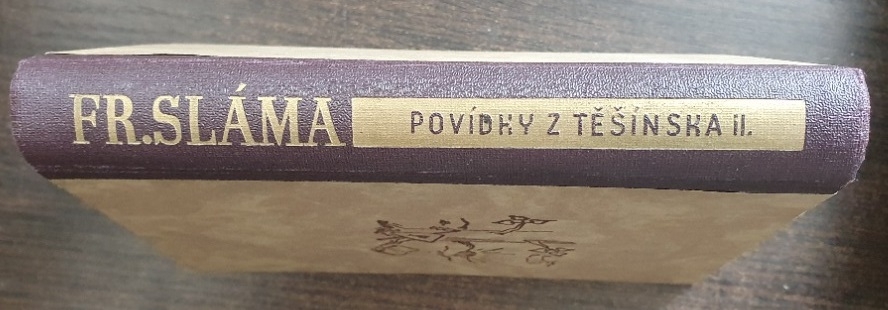 FR. SLÁMA POVÍDKY Z TĚŠÍNSKA II.